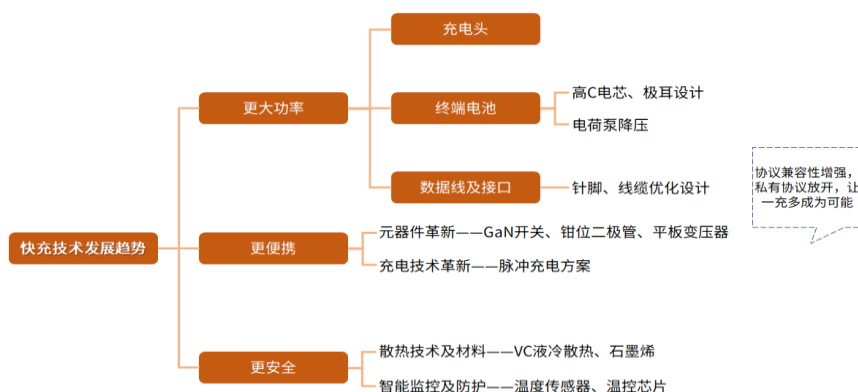 充电头
更大功率
终端电池
高C电芯、极耳设计
电荷泵降压
数据线及接口
针脚、线缆优化设计
协议兼容性增强，
私有协议放开，让
一充多成为可能
快充技术发展趋势
更便携
元器件革新——GaN开关、钳位二极管、平板变压器
充电技术革新——脉冲充电方案
更安全
散热技术及材料——VC液冷散热、石墨烯
智能监控及防护——温度传感器、温控芯片